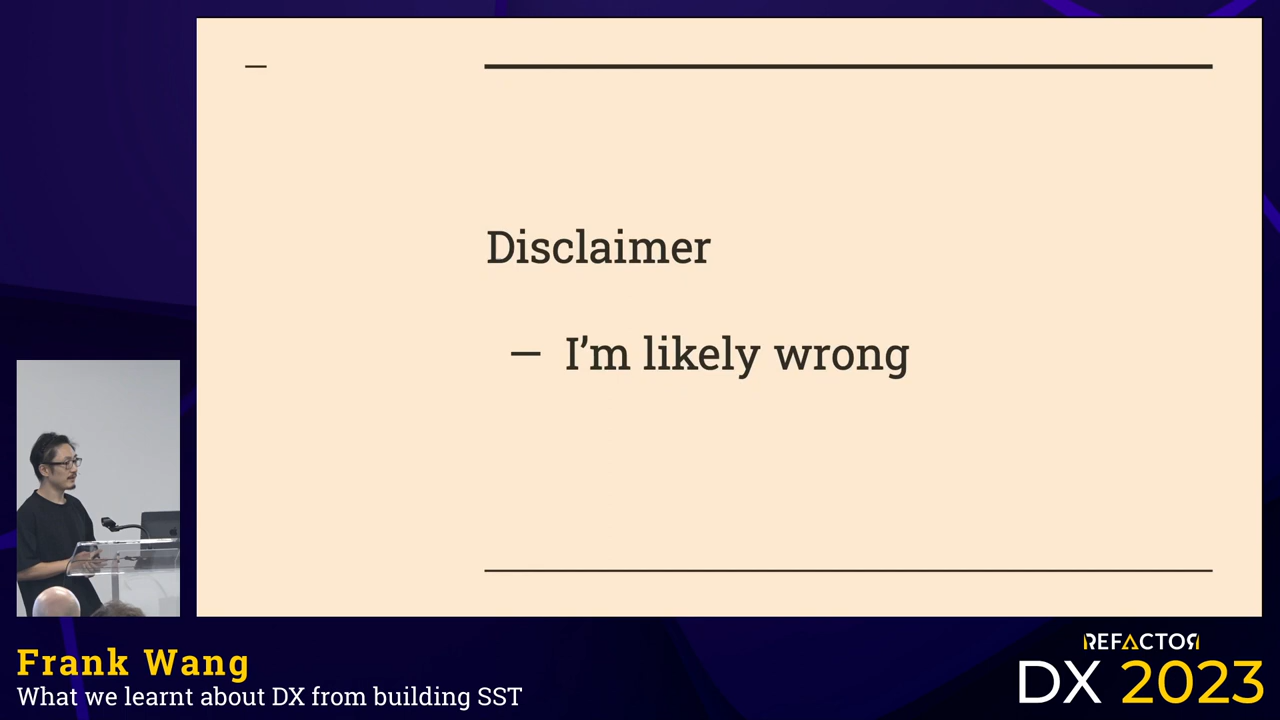 Disclaimer
— I’m likely wrong
Frank Wang
What we learnt about DX from building SST
REFACTOR
DX 2023